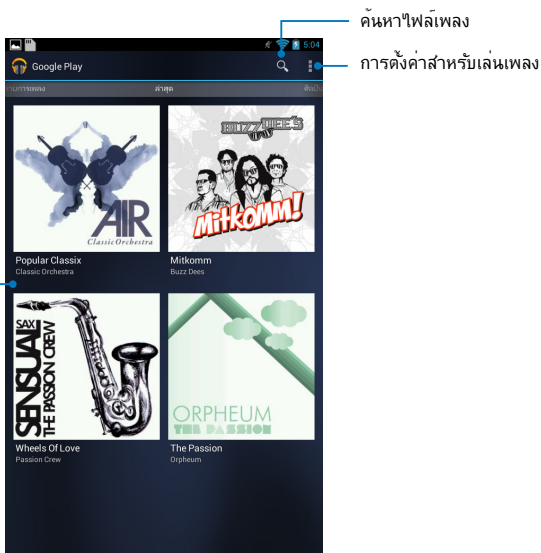 ค้นหาไฟล์เพลง
5:04
Google Play
การตั้งค่าสำหรับเล่นเพลง
ล่าสุด
BUZZ DEE'S
MITKOMM!
AIR
ClassicOrchestra
Popular Classix
Classic Orchestra
Mitkomm
Buzz Dees
SENSUAL SAX
THE PASSION CREW
ORPHEUM
THE PASSION
Wheels Of Love
Passion Crew
The Passion
Orpheum